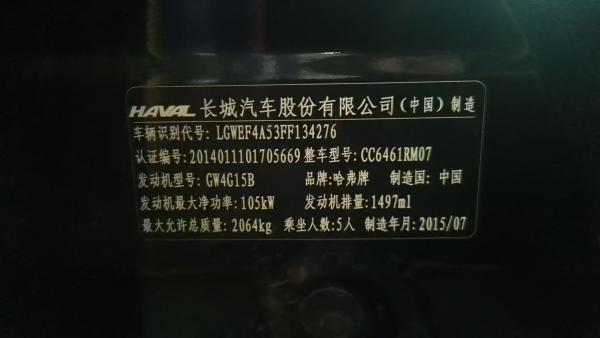 HAVAL 长城汽车股份有限公司(中国)制造
车辆识别代号: LGWEF4A53FF134276
认证编号: 2014011101705669 整车型号: CC6461RM07
发动机型号: GW4G15B 品牌: 哈弗牌 制造国: 中国
发动机最大净功率: 105kW 发动机排量: 1497ml
最大允许总质量: 2064kg 乘坐人数: 5人 制造年月: 2015/07